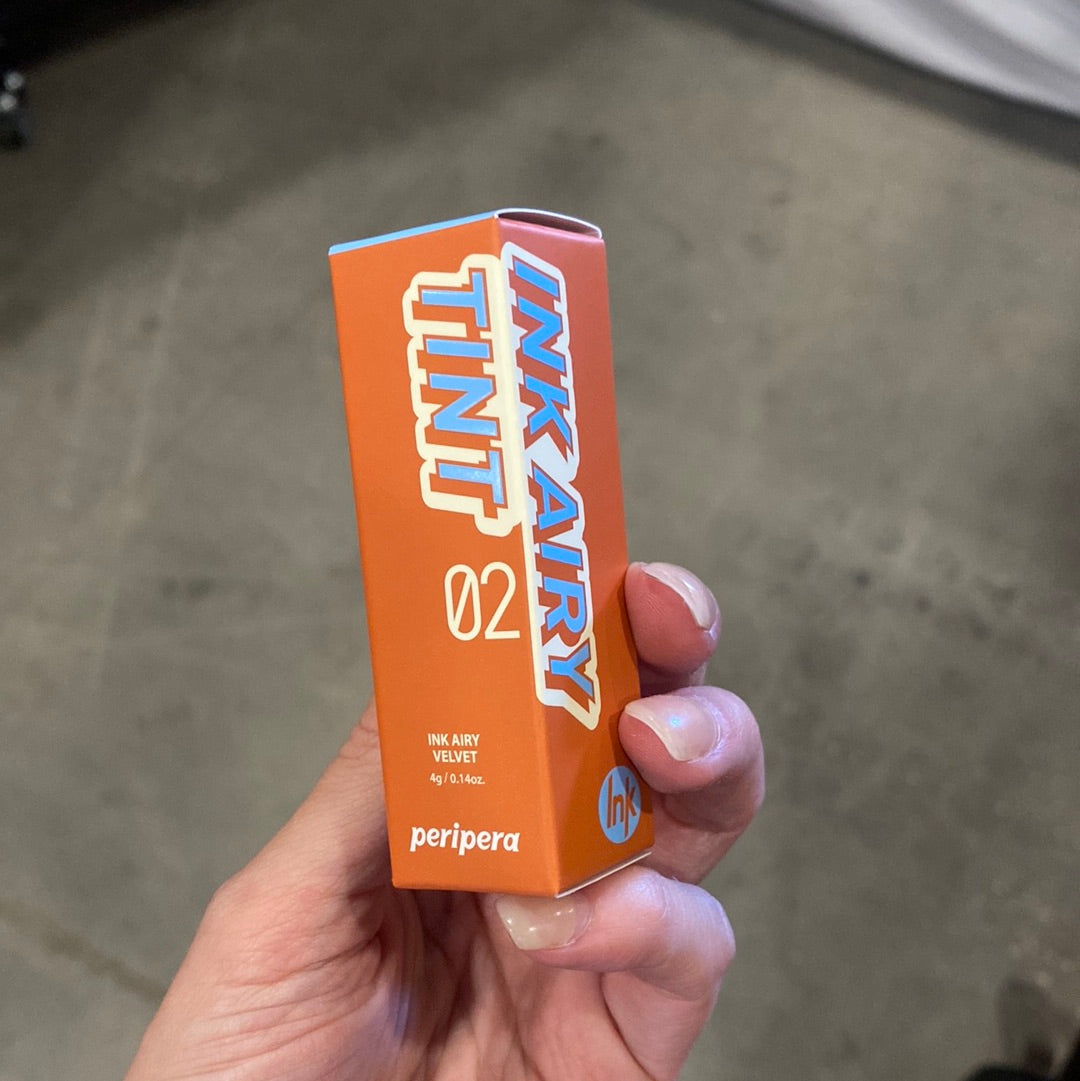 TINT
INK AIRY
02
INK AIRY
VELVET
4g / 0.14oz.
peripera
Ink